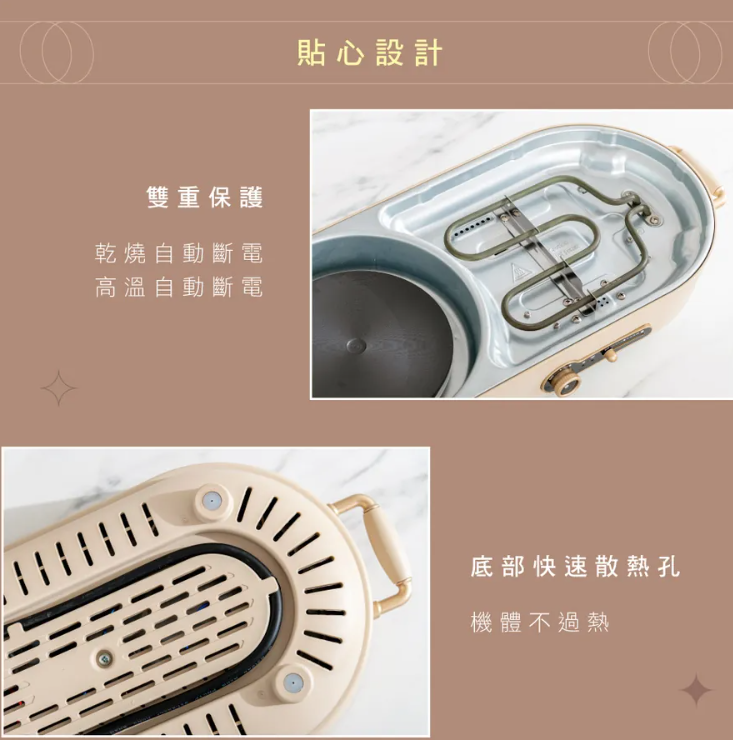 貼心設計
雙重保護
乾燒自動斷電
高溫自動斷電
底部快速散熱孔
機體不過熱